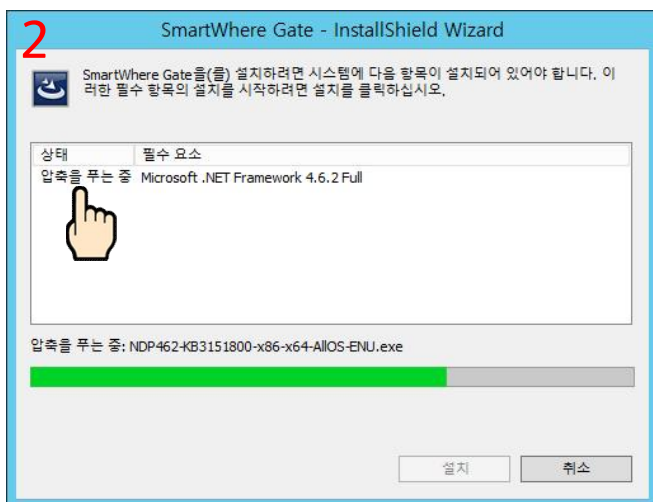 2
SmartWhere Gate - InstallShield Wizard
SmartWhere Gate을(를) 설치하려면 시스템에 다음 항목이 설치되어 있어야 합니다. 이
러한 필수 항목의 설치를 시작하려면 설치를 클릭하십시오.
상태 필수 요소
압축을 푸는 중 Microsoft .NET Framework 4.6.2 Full
압축을 푸는 중: NDP462-KB3151800-x86-x64-AllOS-ENU.exe
설치 취소